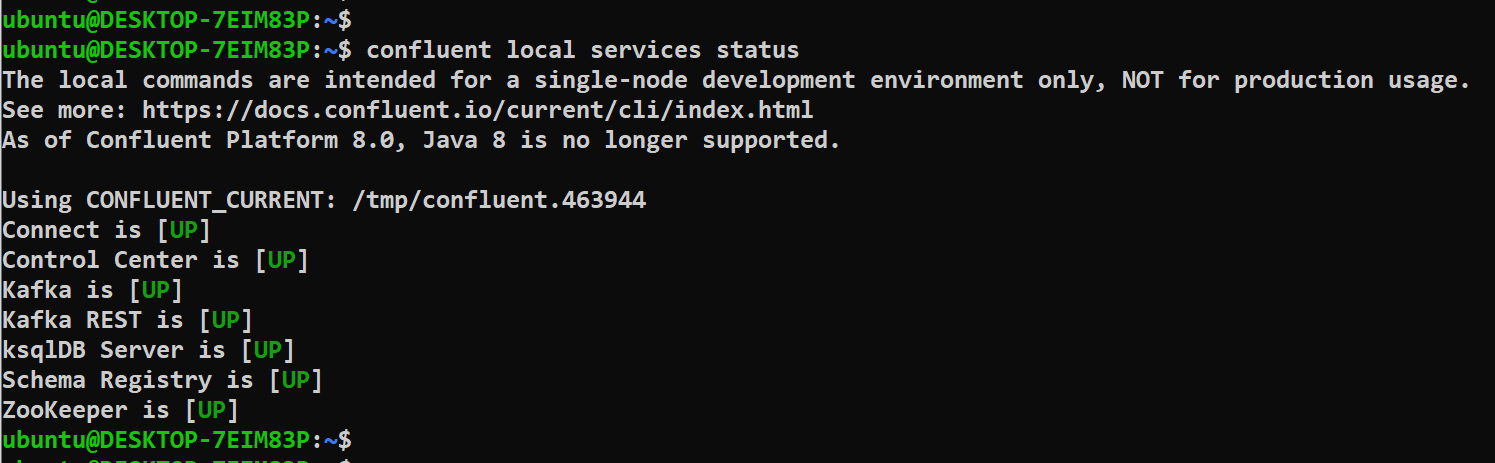 ubuntu@DESKTOP-7EIM83P:~$
ubuntu@DESKTOP-7EIM83P:~$ confluent local services status
The local commands are intended for a single-node development environment only, NOT for production usage.
See more: https://docs.confluent.io/current/cli/index.html
As of Confluent Platform 8.0, Java 8 is no longer supported.

Using CONFLUENT_CURRENT: /tmp/confluent.463944
Connect is [UP]
Control Center is [UP]
Kafka is [UP]
Kafka REST is [UP]
ksqlDB Server is [UP]
Schema Registry is [UP]
ZooKeeper is [UP]
ubuntu@DESKTOP-7EIM83P:~$